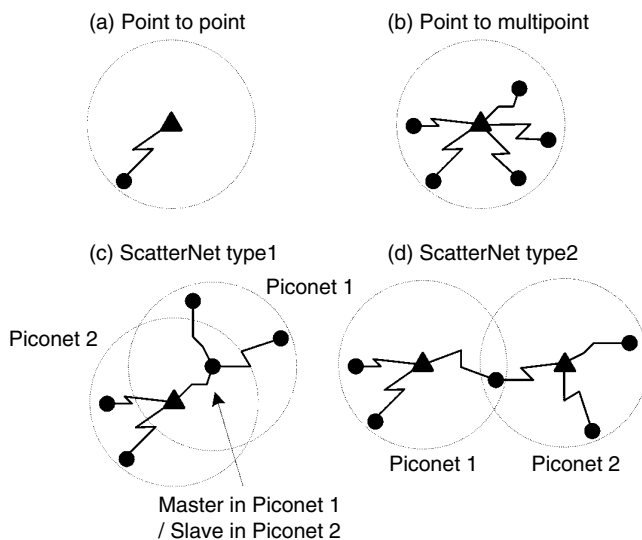 (a) Point to point
(b) Point to multipoint
(c) ScatterNet type1
(d) ScatterNet type2
Piconet 1
Piconet 2
Master in Piconet 1
/ Slave in Piconet 2
Piconet 1
Piconet 2